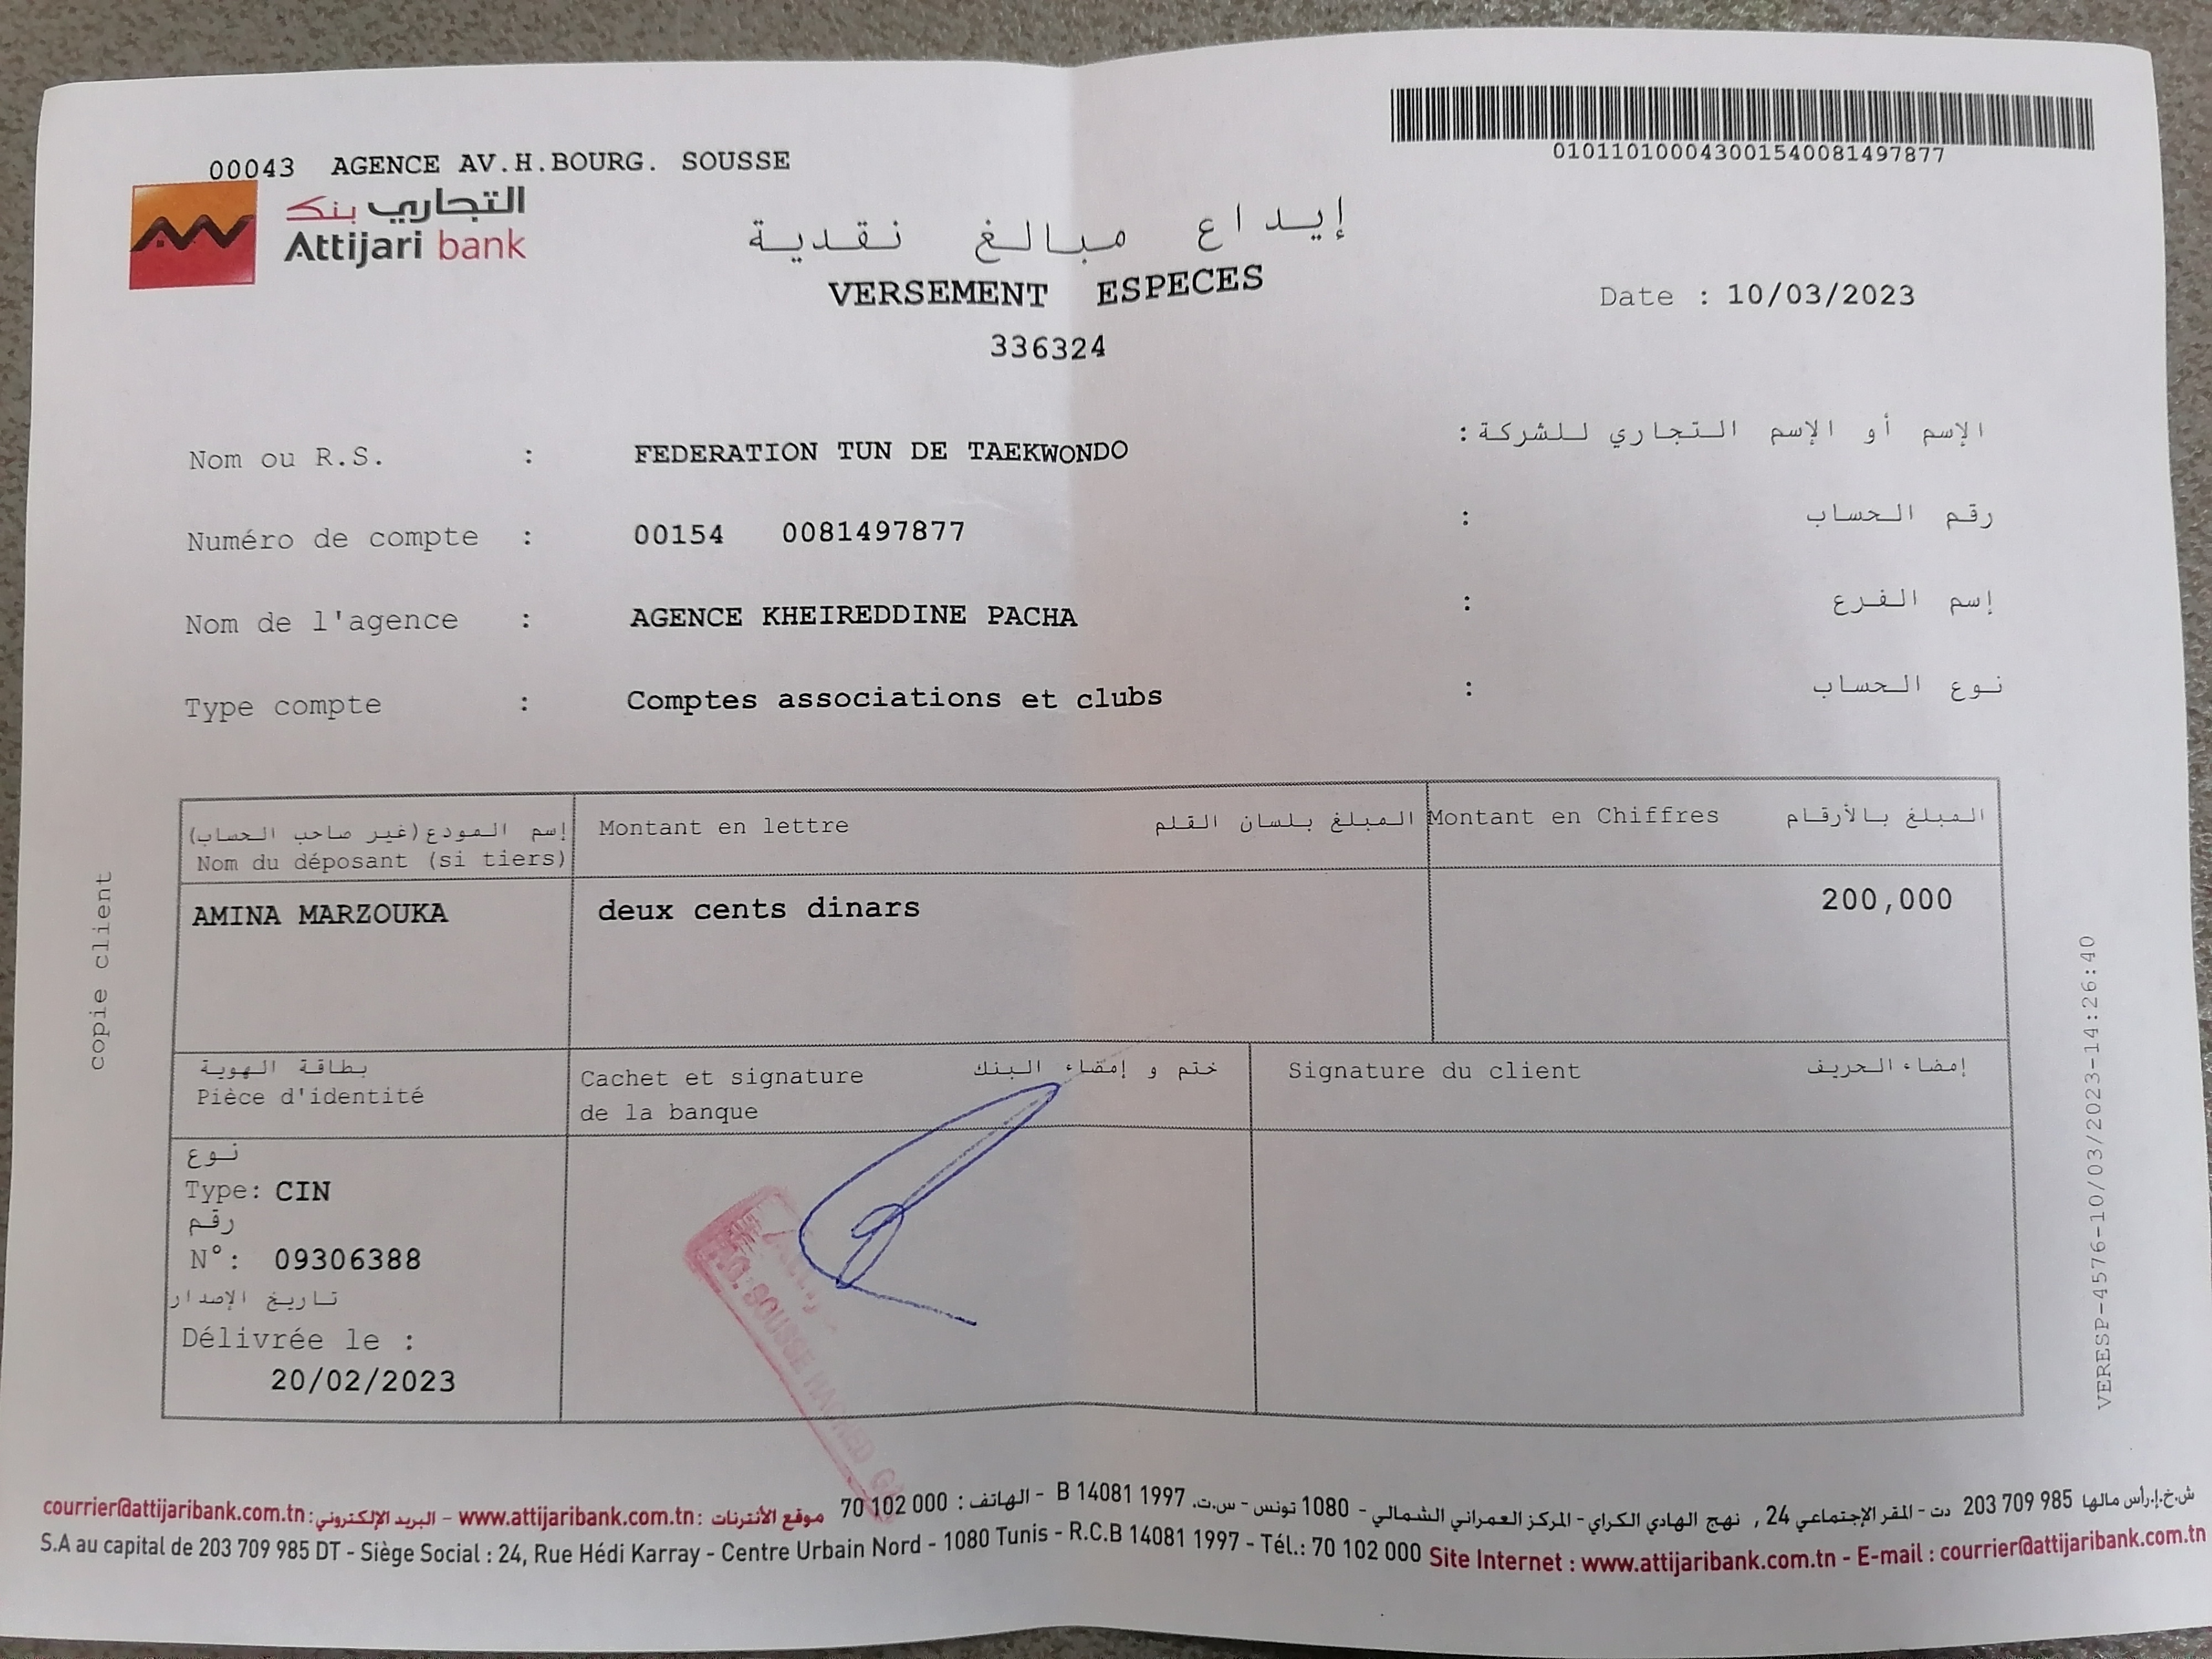 00043 AGENCE AV.H.BOURG. SOUSSE
01011010004300154008149​7877
التجاري بنك
Attijari bank
إيداع مبالغ نقدية
VERSEMENT ESPECES
336324
Date : 10/03/2023
Nom ou R.S. : FEDERATION TUN DE TAEKWONDO الإسم أو الإسم التجاري للشركة :
Numéro de compte : 00154 0081497877 رقم الحساب :
Nom de l'agence : AGENCE KHEIREDDINE PACHA إسم الفرع :
Type compte : Comptes associations et clubs نوع الحساب :
إسم المودع (غير صاحب الحساب)
Nom du déposant (si tiers)
Montant en lettre المبلغ بلسان القلم
Montant en Chiffres المبلغ بالأرقام
AMINA MARZOUKA
deux cents dinars
200,000
بطاقة الهوية
Pièce d'identité
Cachet et signature ختم و إمضاء البنك
de la banque
Signature du client إمضاء الحريف
نوع
Type: CIN
رقم
N°: 09306388
تاريخ الإصدار
Délivrée le :
20/02/2023
SOUSSE
copie client
VERESP-4576-10/03/2023-14:26:40
ش.خ.إ.رأس مالها 985 709 203 دت - المقر الإجتماعي 24 , نهج الهادي الكراي - المركز العمراني الشمالي - 1080 تونس - س.ت. B 14081 1997 - الهاتف : 70 102 000 موقع الأنترنات : www.attijaribank.com.tn - البريد الإلكتروني : courrier@attijaribank.com.tn
S.A au capital de 203 709 985 DT - Siège Social : 24, Rue Hédi Karray - Centre Urbain Nord - 1080 Tunis - R.C.B 14081 1997 - Tél.: 70 102 000 Site Internet : www.attijaribank.com.tn - E-mail : courrier@attijaribank.com.tn